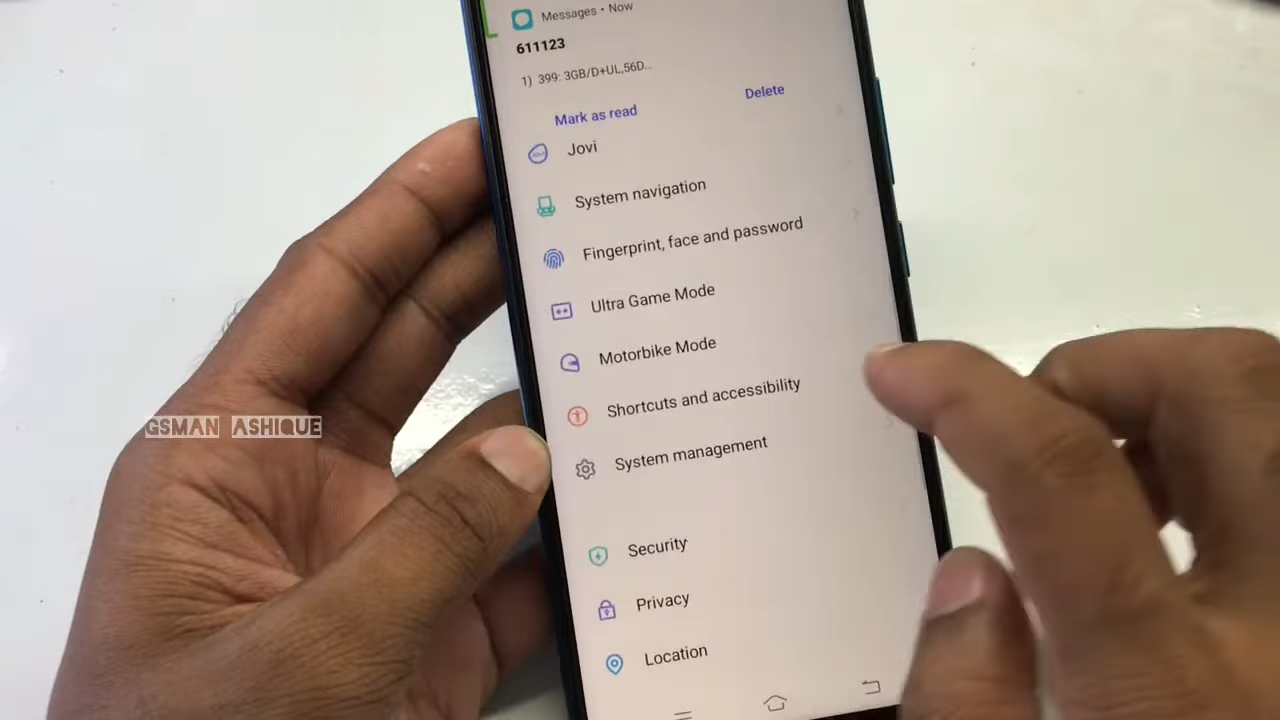 Messages • Now
611123
1) 399: 3GB/D+UL,56D...
Mark as read
Delete
Jovi
System navigation
Fingerprint, face and password
Ultra Game Mode
Motorbike Mode
Shortcuts and accessibility
System management
Security
Privacy
Location
GSMAN ASHIQUE